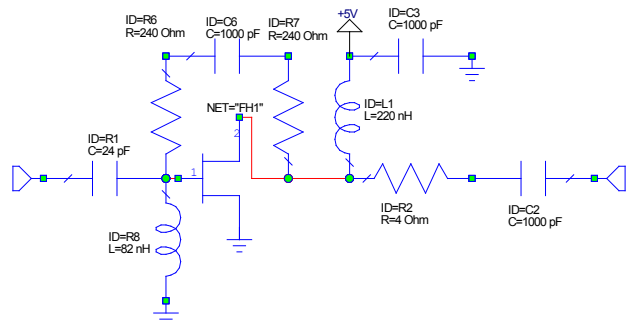 ID=R6
R=240 Ohm
ID=C6
C=1000 pF
ID=R7
R=240 Ohm
+5V
ID=C3
C=1000 pF
NET="FH1"
ID=L1
L=220 nH
2
ID=R1
C=24 pF
1
ID=R2
R=4 Ohm
ID=C2
C=1000 pF
ID=R8
L=82 nH